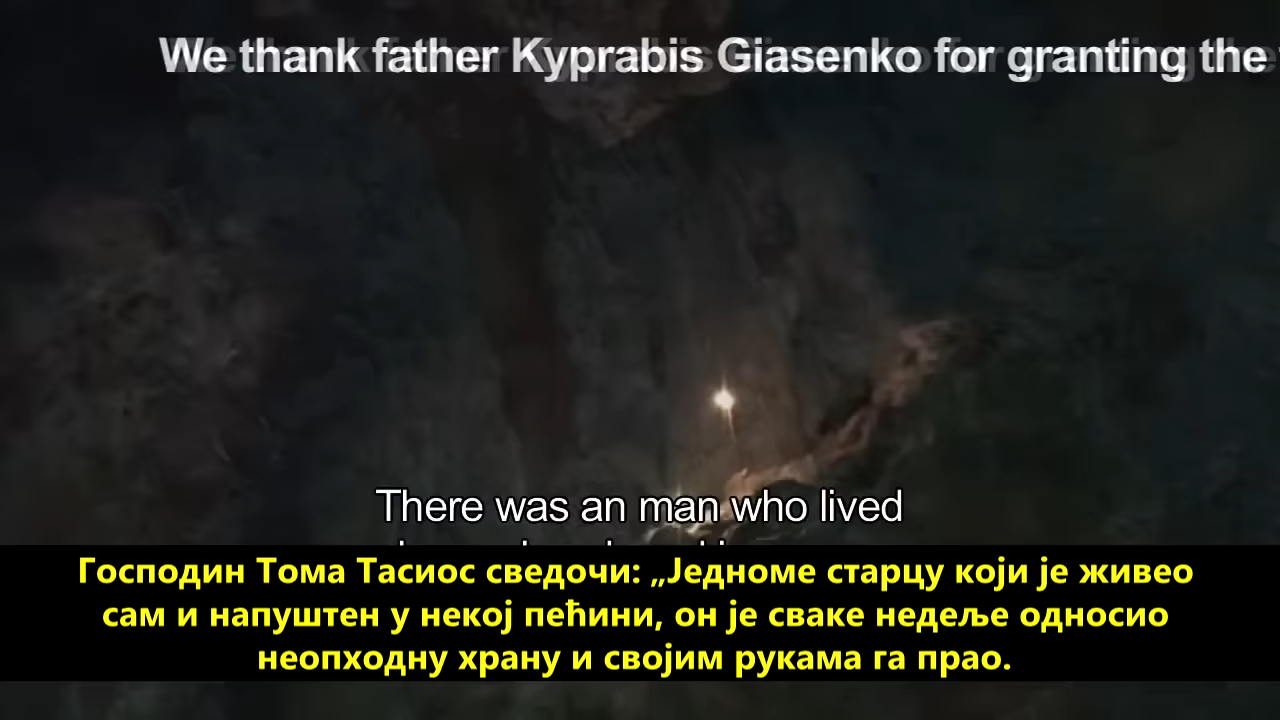 We thank father Kyprabis Giasenko for granting the
There was an man who lived
Господин Тома Тасиос сведочи: „Једноме старцу који је живео
сам и напуштен у некој пећини, он је сваке недеље односио
неопходну храну и својим рукама га прао.